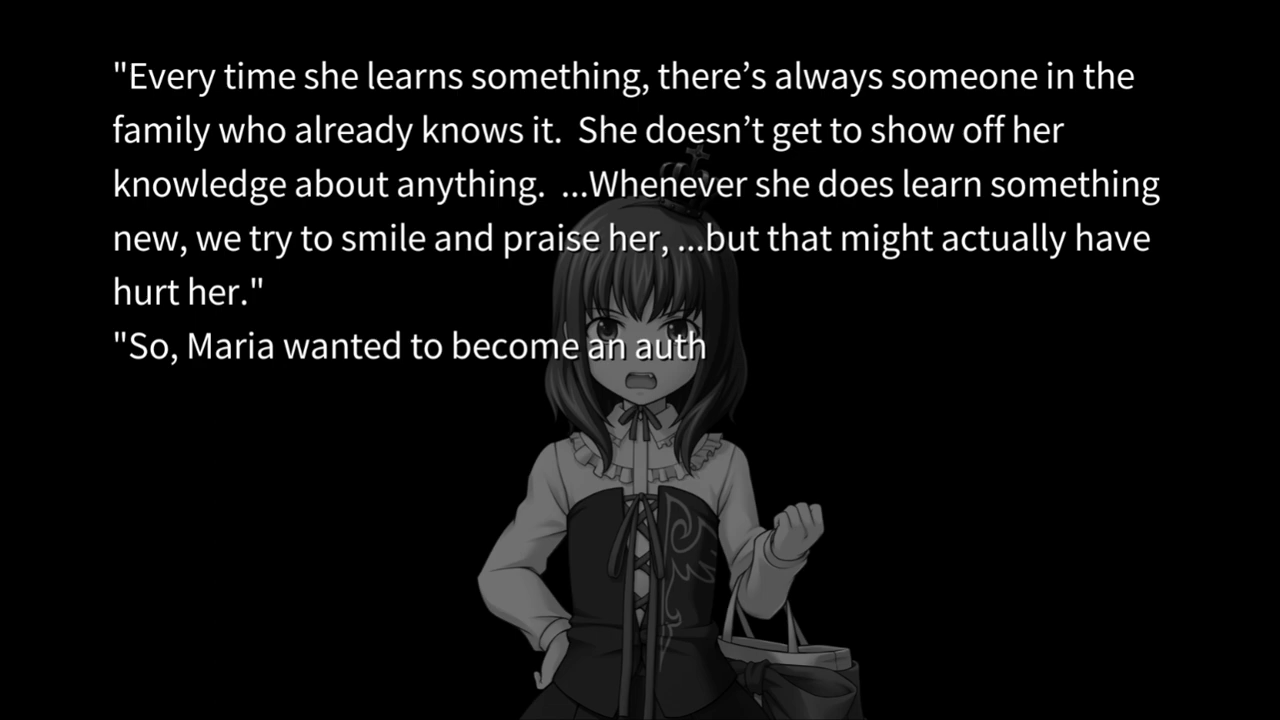 "Every time she learns something, there’s always someone in the
family who already knows it.  She doesn’t get to show off her
knowledge about anything.  ...Whenever she does learn something
new, we try to smile and praise her, ...but that might actually have
hurt her."
"So, Maria wanted to become an auth